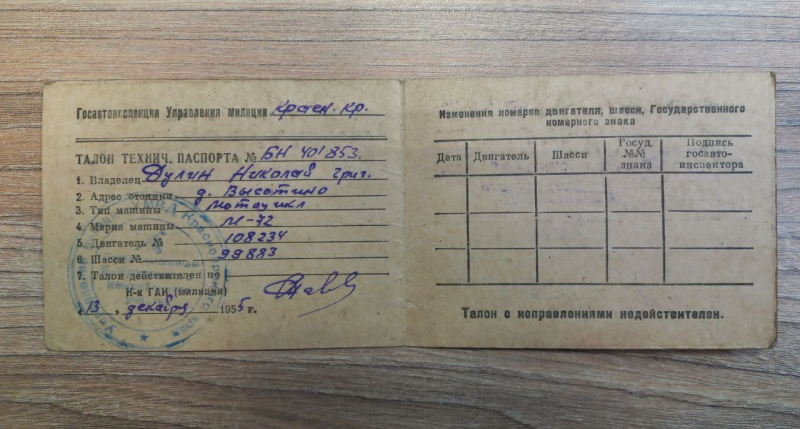 Госавтоинспекция Управления милиции Красн. кр.
ТАЛОН ТЕХНИЧ. ПАСПОРТА № БН 401853.
1. Владелец Дулин Николай Григ.
2. Адрес стоянки д. Высотино
3. Тип машины мотоцикл
4. Марка машины М-72
5. Двигатель № 108234
6. Шасси № 99883
7. Талон действителен по
Н-к ГАИ (милиции)
"13" декабря 1955 г.
Изменения номеров двигателя, шасси, Государственного
номерного знака
Дата Двигатель Шасси Госуд. №№ знака Подпись госавто-инспектора
Талон с исправлениями недействителен.